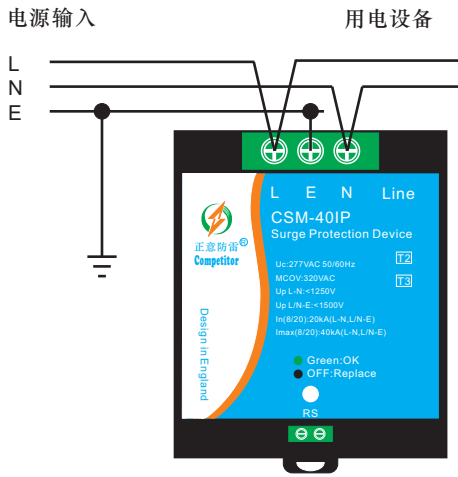 电源输入
用电设备
L
N
E
L E N Line
CSM-40IP
Surge Protection Device
正意防雷®
Competitor
T2
T3
Uc:277VAC 50/60Hz
MCOV:320VAC
Up L-N:<1250V
Up L/N-E:<1500V
In(8/20):20kA(L-N,L/N-E)
Imax(8/20):40kA(L-N,L/N-E)
Design in England
Green:OK
OFF:Replace
RS